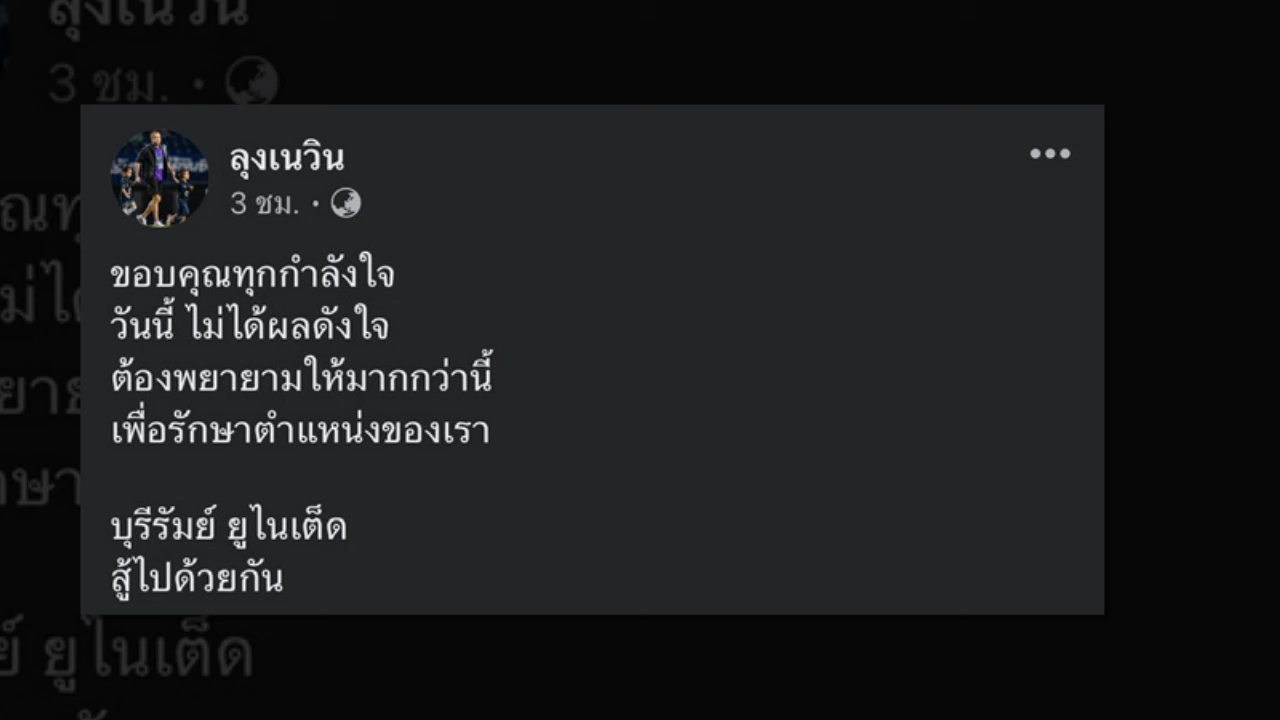 ลุงเนวิน
3 ชม. ·
ขอบคุณทุกกำลังใจ
วันนี้ ไม่ได้ผลดังใจ
ต้องพยายามให้มากกว่านี้
เพื่อรักษาตำแหน่งของเรา
บุรีรัมย์ ยูไนเต็ด
สู้ไปด้วยกัน